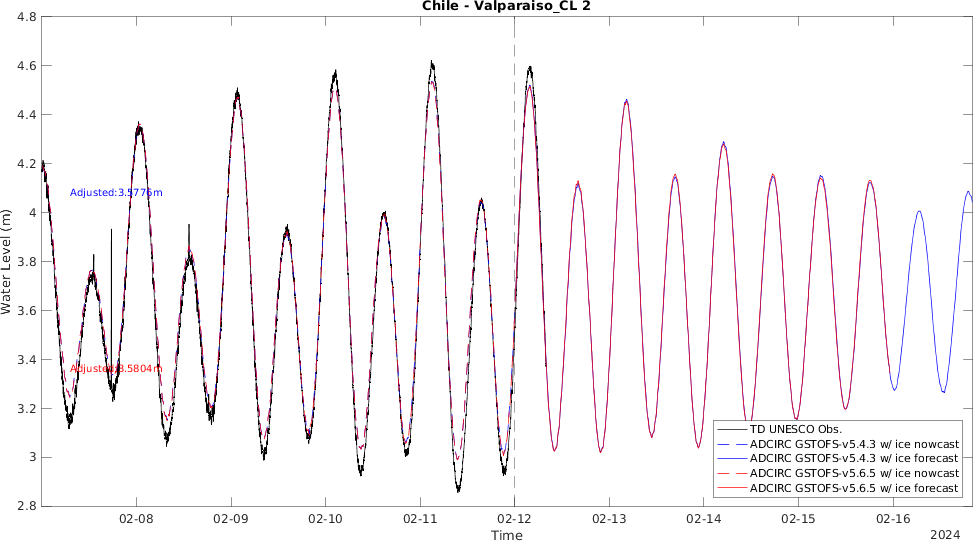 Chile - Valparaiso_CL 2
4.8
4.6
4.4
4.2
4
3.8
3.6
3.4
3.2
3
2.8
Water Level (m)
Adjusted:3.5776m
Adjusted:3.5804m
TD UNESCO Obs.
ADCIRC GSTOFS-v5.4.3 w/ ice nowcast
ADCIRC GSTOFS-v5.4.3 w/ ice forecast
ADCIRC GSTOFS-v5.6.5 w/ ice nowcast
ADCIRC GSTOFS-v5.6.5 w/ ice forecast
02-08 02-09 02-10 02-11 02-12 02-13 02-14 02-15 02-16
Time
2024